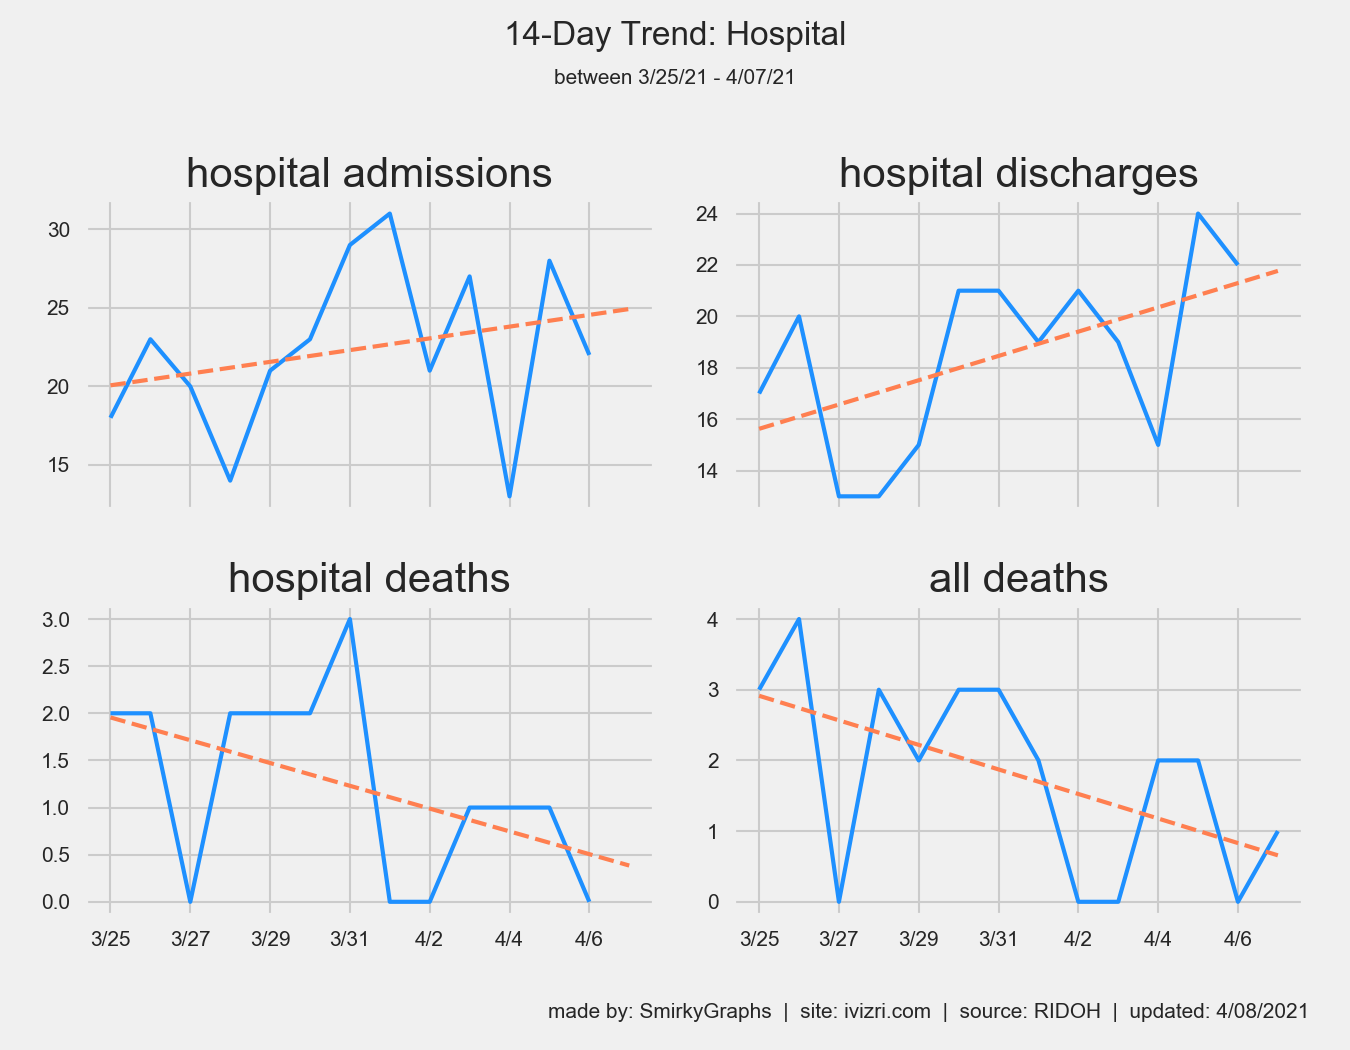 14-Day Trend: Hospital
between 3/25/21 - 4/07/21
hospital admissions
30
25
20
15
hospital discharges
24
22
20
18
16
14
hospital deaths
3.0
2.5
2.0
1.5
1.0
0.5
0.0
3/25 3/27 3/29 3/31 4/2 4/4 4/6
all deaths
4
3
2
1
0
3/25 3/27 3/29 3/31 4/2 4/4 4/6
made by: SmirkyGraphs | site: ivizri.com | source: RIDOH | updated: 4/08/2021